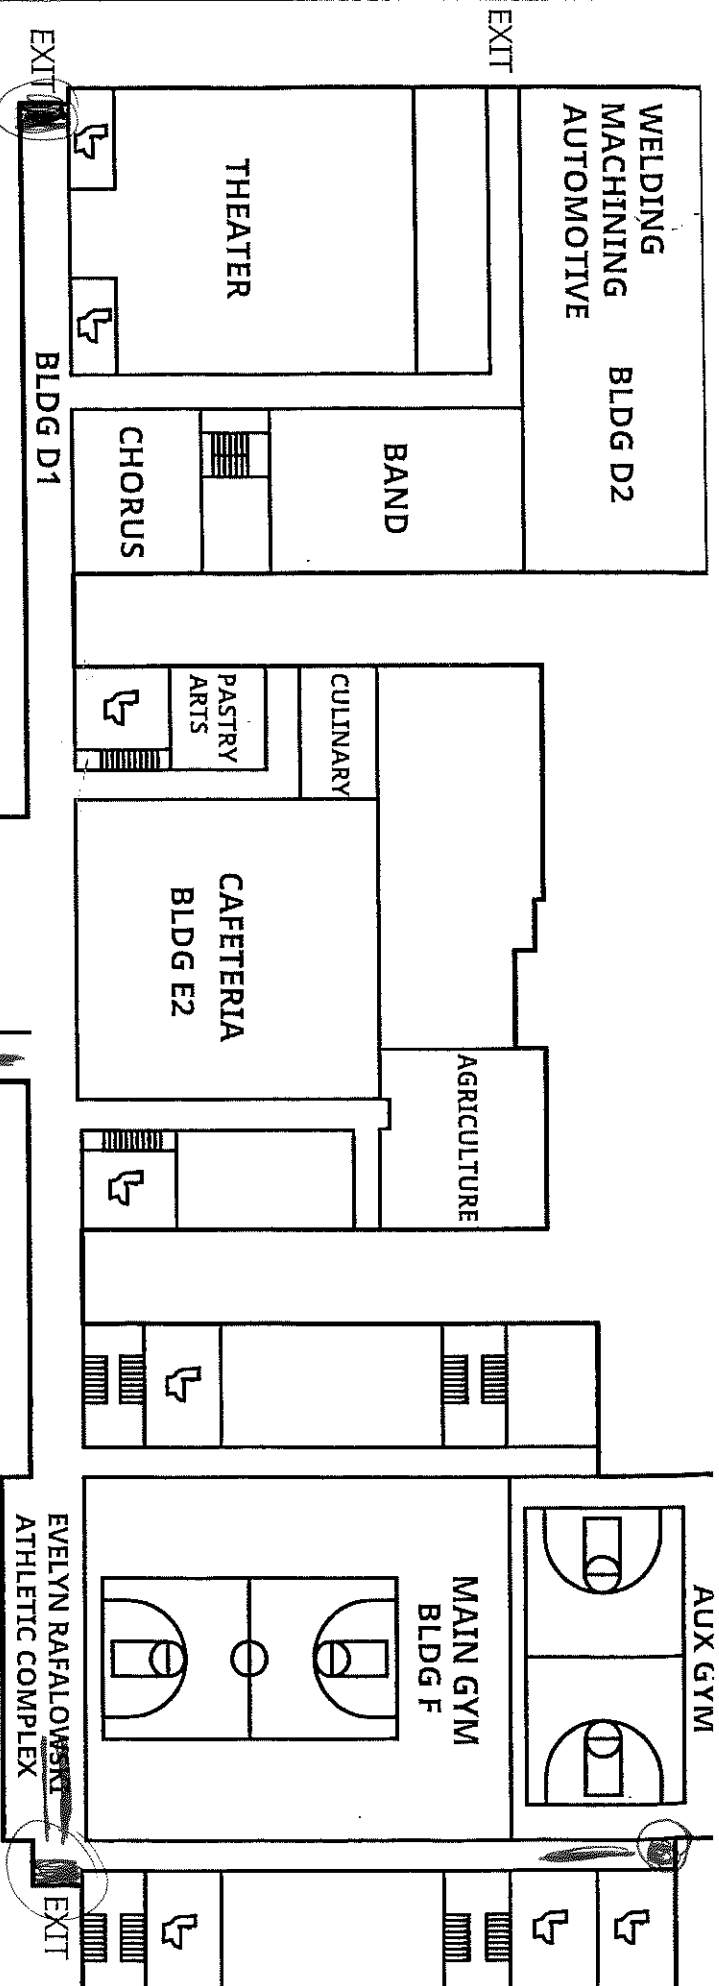 EXIT
EXIT
WELDING
MACHINING
AUTOMOTIVE
BLDG D2
THEATER
BLDG D1
BAND
CHORUS
CULINARY
PASTRY
ARTS
CAFETERIA
BLDG E2
AGRICULTURE
AUX GYM
MAIN GYM
BLDG F
EVELYN RAFALOWSKI
ATHLETIC COMPLEX
EXIT